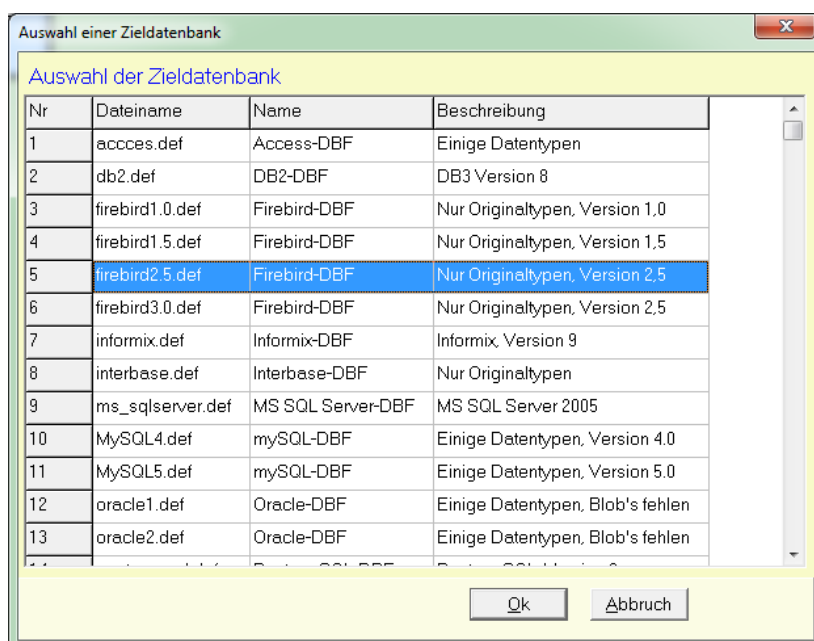 Auswahl einer Zieldatenbank
Auswahl der Zieldatenbank
Nr Dateiname Name Beschreibung
1 accces.def Access-DBF Einige Datentypen
2 db2.def DB2-DBF DB3 Version 8
3 firebird1.0.def Firebird-DBF Nur Originaltypen, Version 1,0
4 firebird1.5.def Firebird-DBF Nur Originaltypen, Version 1,5
5 firebird2.5.def Firebird-DBF Nur Originaltypen, Version 2,5
6 firebird3.0.def Firebird-DBF Nur Originaltypen, Version 2,5
7 informix.def Informix-DBF Informix, Version 9
8 interbase.def Interbase-DBF Nur Originaltypen
9 ms_sqlserver.def MS SQL Server-DBF MS SQL Server 2005
10 MySQL4.def mySQL-DBF Einige Datentypen, Version 4.0
11 MySQL5.def mySQL-DBF Einige Datentypen, Version 5.0
12 oracle1.def Oracle-DBF Einige Datentypen, Blob's fehlen
13 oracle2.def Oracle-DBF Einige Datentypen, Blob's fehlen
Ok Abbruch